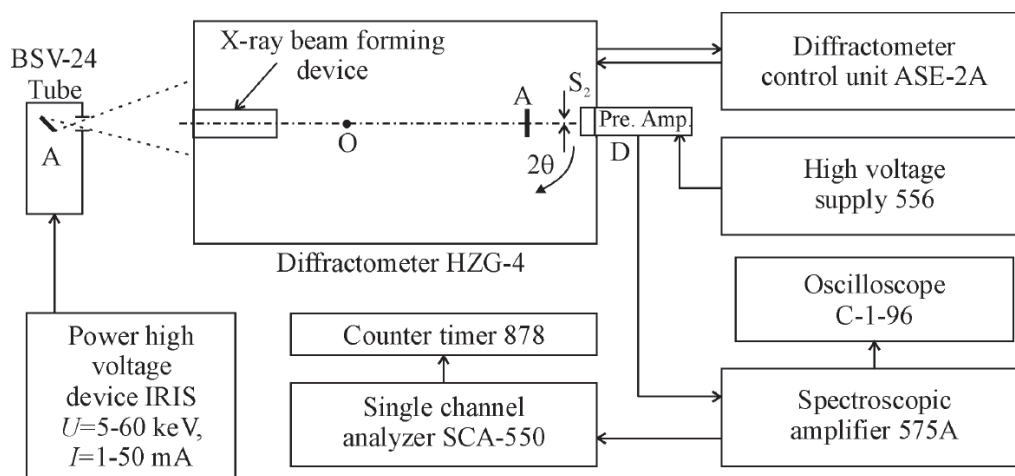 BSV-24
Tube
A
X-ray beam forming
device
O
A
S₂
2θ
Pre. Amp.
D
Diffractometer HZG-4
Diffractometer
control unit ASE-2A
High voltage
supply 556
Oscilloscope
C-1-96
Spectroscopic
amplifier 575A
Counter timer 878
Single channel
analyzer SCA-550
Power high
voltage
device IRIS
U=5-60 keV,
I=1-50 mA